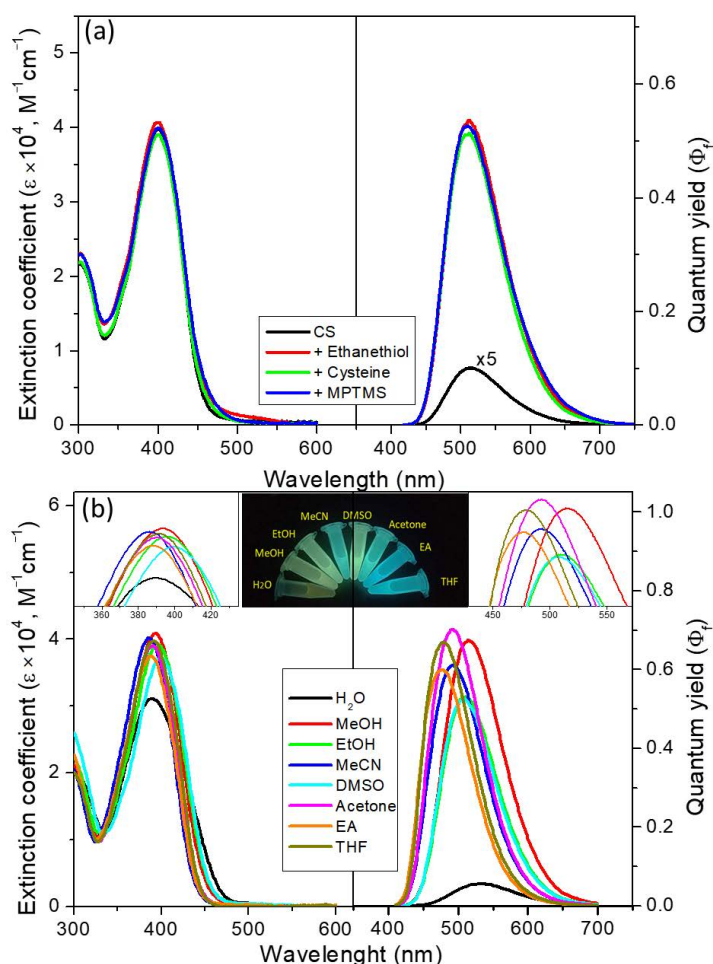 (a)
Extinction coefficient (ε ×10⁴, M⁻¹cm⁻¹)
5
4
3
2
1
0
CS
+ Ethanethiol
+ Cysteine
+ MPTMS
x5
0.6
0.4
0.2
0.0
Quantum yield (Φf)
300 400 500 600 500 600 700
Wavelength (nm)
(b)
Extinction coefficient (ε ×10⁴, M⁻¹cm⁻¹)
6
4
2
0
360 380 400 420
H₂O
MeOH
EtOH
MeCN
DMSO
Acetone
EA
THF
450 500 550
H₂O
MeOH
EtOH
MeCN
DMSO
Acetone
EA
THF
1.0
0.8
0.6
0.4
0.2
0.0
Quantum yield (Φf)
300 400 500 600 400 500 600 700
Wavelenght (nm)